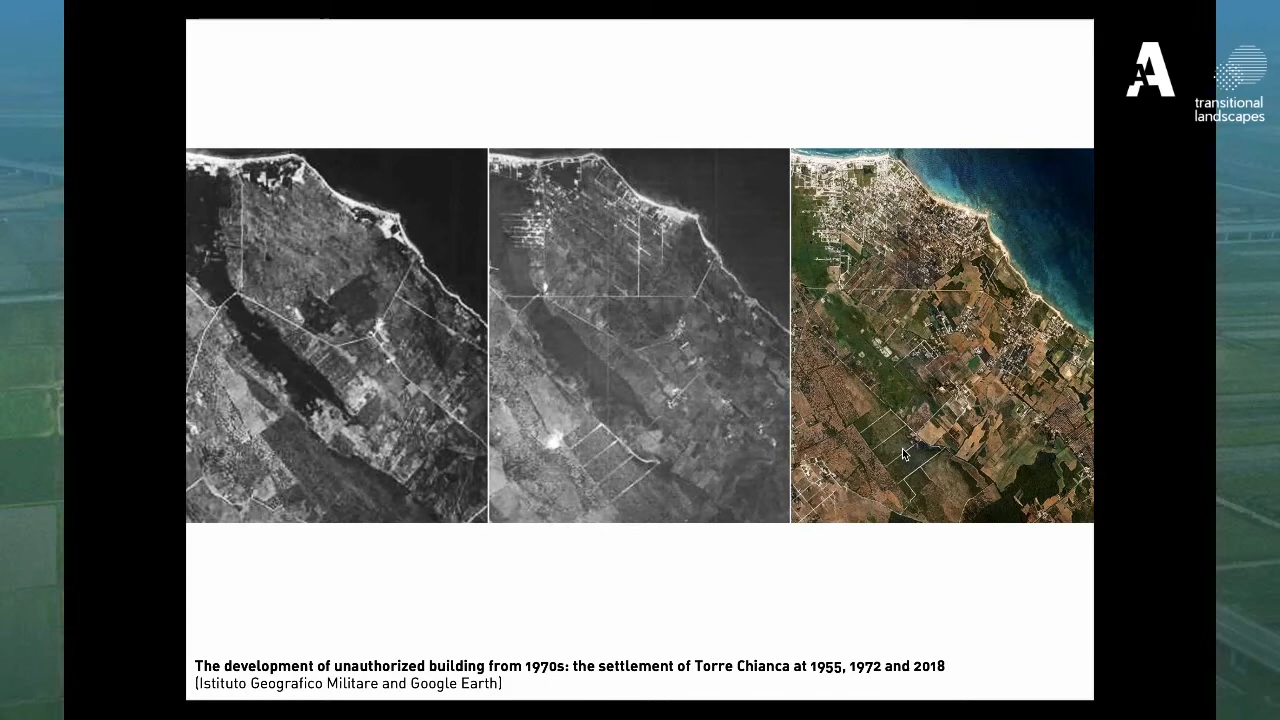 transitional
landscapes
The development of unauthorized building from 1970s: the settlement of Torre Chianca at 1955, 1972 and 2018
(Istituto Geografico Militare and Google Earth)